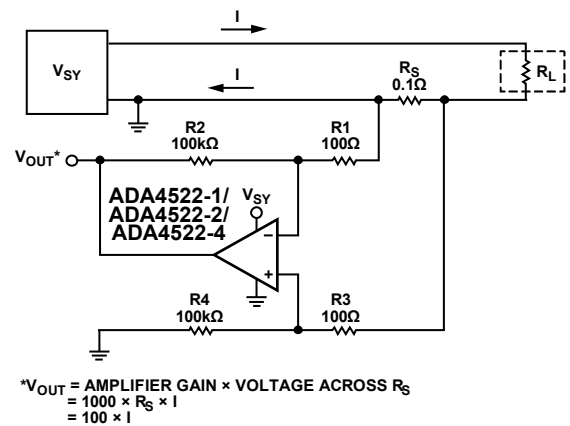 I
V_SY
I
R_S
0.1Ω
R_L
R2
100kΩ
R1
100Ω
V_OUT*
ADA4522-1/
ADA4522-2/
ADA4522-4
V_SY
−
+
R4
100kΩ
R3
100Ω
*V_OUT = AMPLIFIER GAIN × VOLTAGE ACROSS R_S
= 1000 × R_S × I
= 100 × I